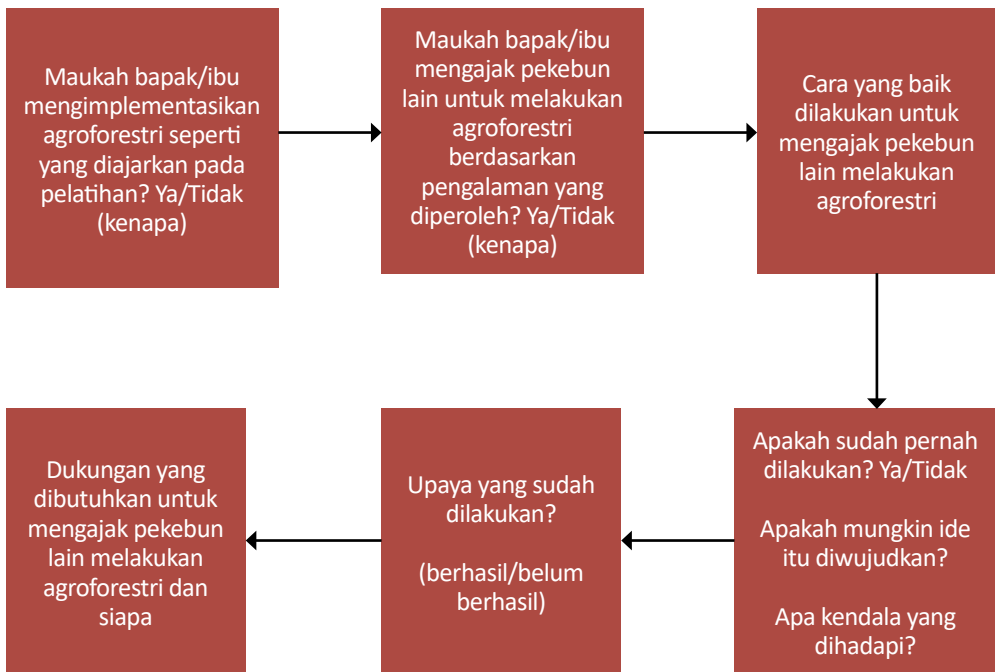 Maukah bapak/ibu
mengimplementasikan
agroforestri seperti
yang diajarkan pada
pelatihan? Ya/Tidak
(kenapa)
Maukah bapak/ibu
mengajak pekebun
lain untuk melakukan
agroforestri
berdasarkan
pengalaman yang
diperoleh? Ya/Tidak
(kenapa)
Cara yang baik
dilakukan untuk
mengajak pekebun
lain melakukan
agroforestri
Apakah sudah pernah
dilakukan? Ya/Tidak
Apakah mungkin ide
itu diwujudkan?
Apa kendala yang
dihadapi?
Upaya yang sudah
dilakukan?
(berhasil/belum
berhasil)
Dukungan yang
dibutuhkan untuk
mengajak pekebun
lain melakukan
agroforestri dan
siapa